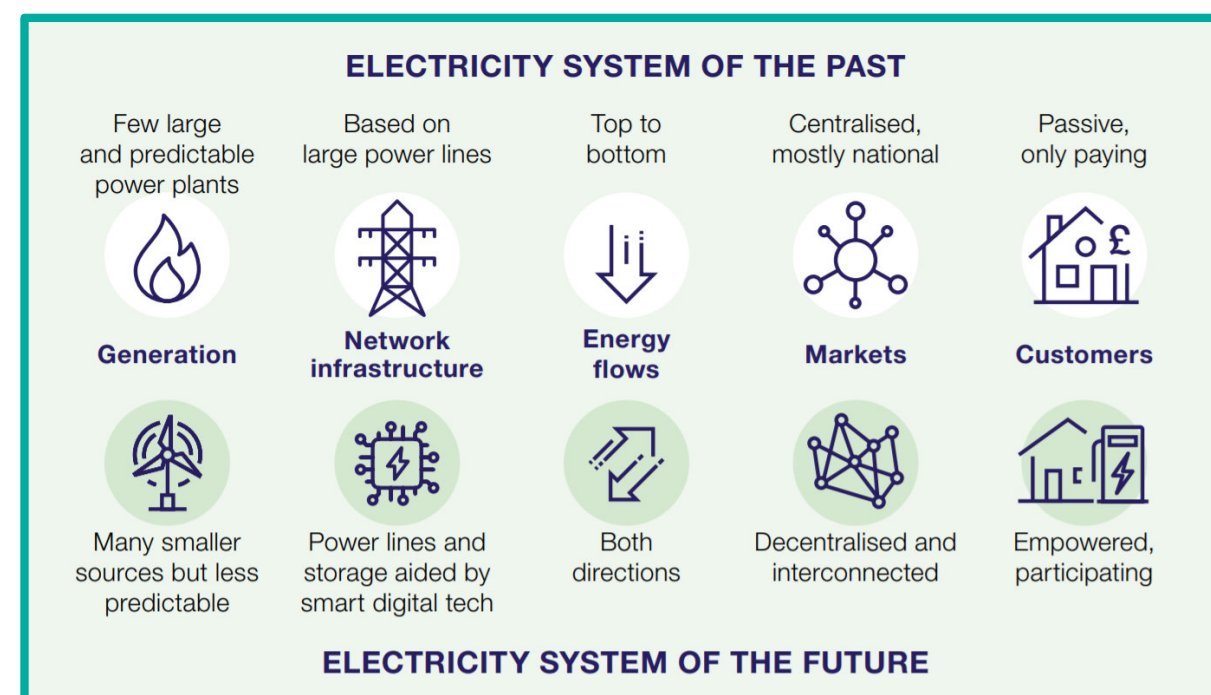 ELECTRICITY SYSTEM OF THE PAST
Few large
and predictable
power plants
Based on
large power lines
Top to
bottom
Centralised,
mostly national
Passive,
only paying
£
Generation
Network
infrastructure
Energy
flows
Markets
Customers
Many smaller
sources but less
predictable
Power lines and
storage aided by
smart digital tech
Both
directions
Decentralised and
interconnected
Empowered,
participating
ELECTRICITY SYSTEM OF THE FUTURE